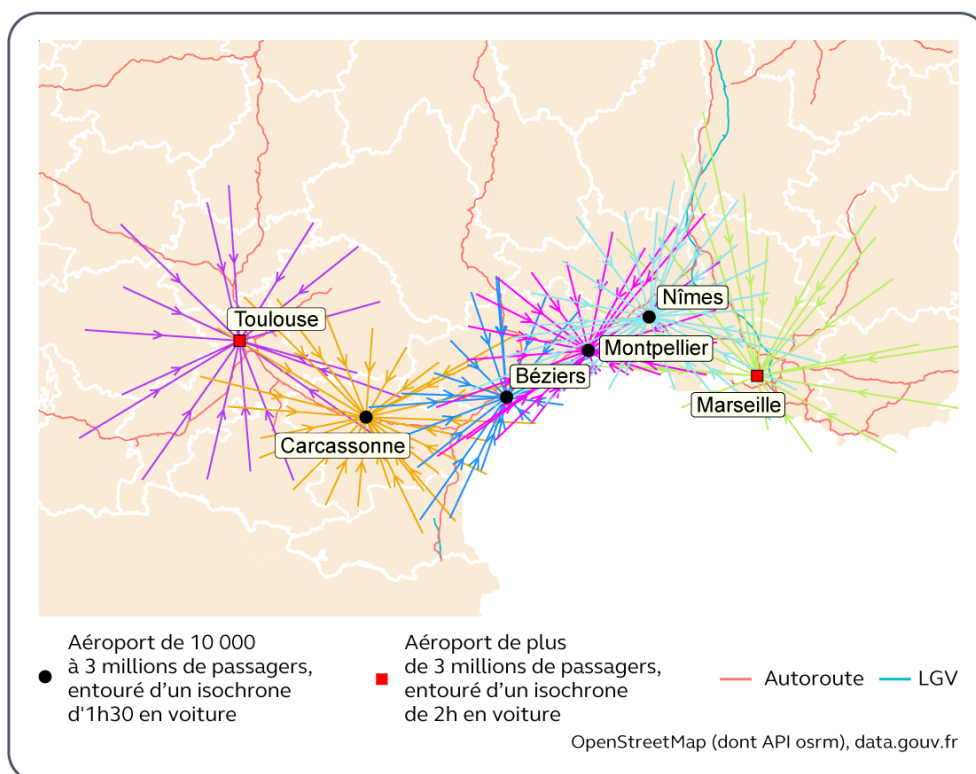 Nîmes
Toulouse
Montpellier
Béziers
Marseille
Carcassonne
Aéroport de 10 000
à 3 millions de passagers,
entouré d’un isochrone
d'1h30 en voiture
Aéroport de plus
de 3 millions de passagers,
entouré d’un isochrone
de 2h en voiture
Autoroute
LGV
OpenStreetMap (dont API osrm), data.gouv.fr